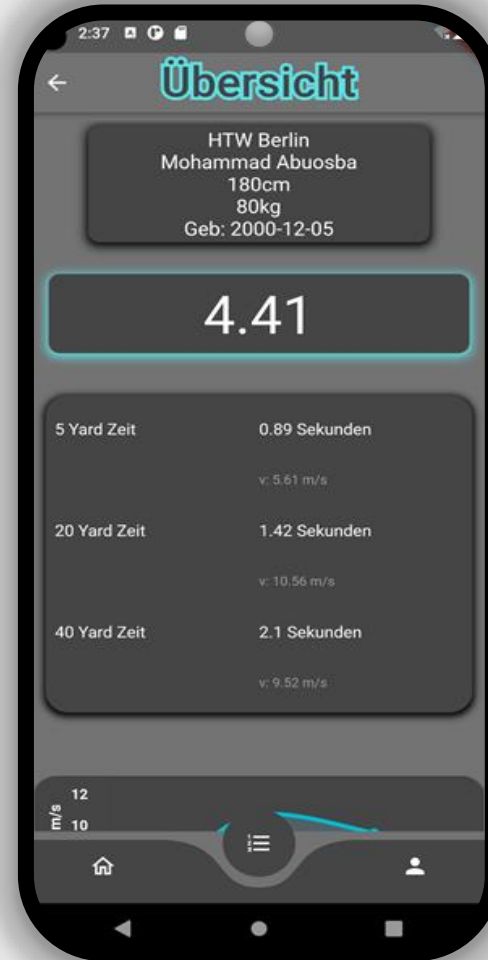 2:37
Übersicht
HTW Berlin
Mohammad Abuosba
180cm
80kg
Geb: 2000-12-05
4.41
5 Yard Zeit 0.89 Sekunden
v: 5.61 m/s
20 Yard Zeit 1.42 Sekunden
v: 10.56 m/s
40 Yard Zeit 2.1 Sekunden
v: 9.52 m/s
12
m/s
10